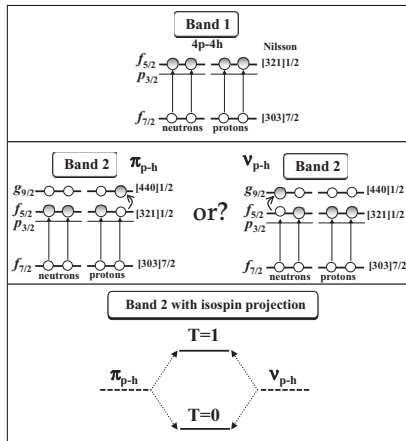 Band 1
4p-4h
Nilsson
f5/2
[321]1/2
p3/2
f7/2
[303]7/2
neutrons protons
Band 2 πp-h
g9/2
[440]1/2
f5/2
[321]1/2
p3/2
f7/2
[303]7/2
neutrons protons
or?
νp-h Band 2
g9/2
[440]1/2
f5/2
[321]1/2
p3/2
f7/2
[303]7/2
neutrons protons
Band 2 with isospin projection
T=1
πp-h νp-h
T=0